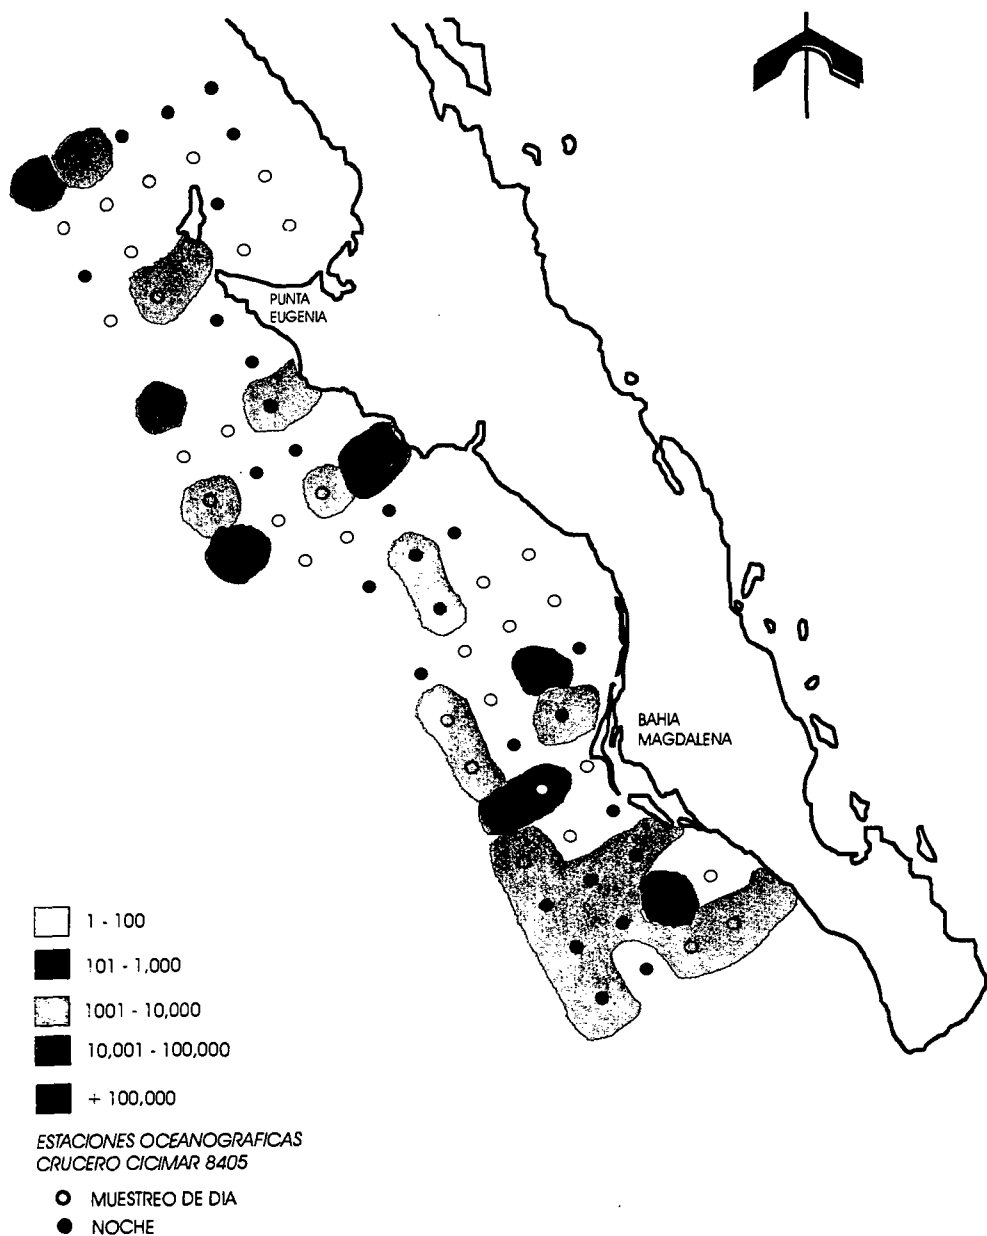 PUNTA
EUGENIA
BAHIA
MAGDALENA
1 - 100
101 - 1,000
1001 - 10,000
10,001 - 100,000
+ 100,000
ESTACIONES OCEANOGRAFICAS
CRUCERO CICIMAR 8405
MUESTREO DE DIA
NOCHE